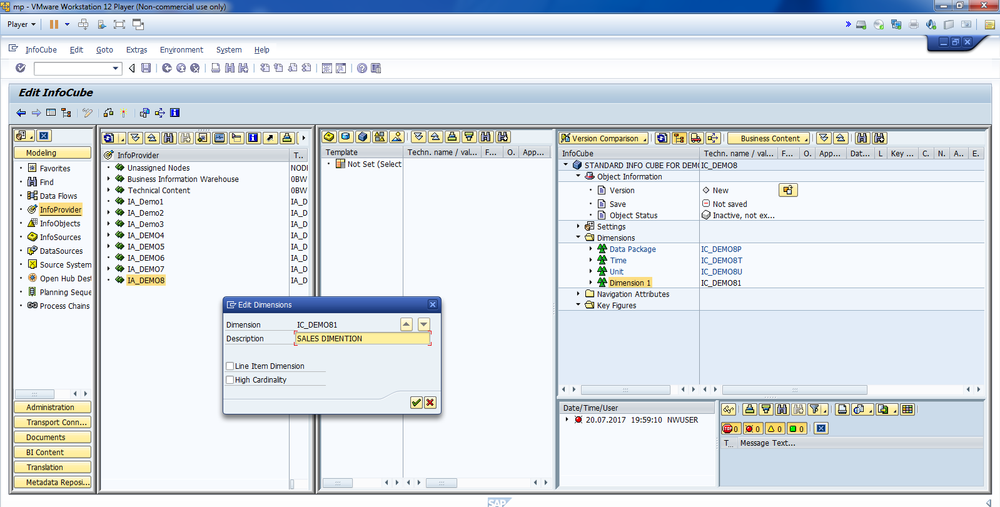 mp - VMware Workstation 12 Player (Non-commercial use only)
Player
InfoCube Edit Goto Extras Environment System Help
Edit InfoCube
Modeling
Favorites
Find
Data Flows
InfoProvider
InfoObjects
InfoSources
DataSources
Source System
Open Hub Dest
Planning Seque
Process Chains
Administration
Transport Conn...
Documents
BI Content
Translation
Metadata Reposi...
InfoProvider T..
Unassigned Nodes NODI
Business Information Warehouse 0BW
Technical Content 0BW
IA_Demo1 IA_D
IA_Demo2 IA_D
IA_Demo3 IA_D
IA_DEMO4 IA_D
IA_DEMO5 IA_D
IA_DEMO6 IA_D
IA_DEMO7 IA_D
IA_DEMO8 IA_D
Template Techn. name / val... F... O. App...
Not Set (Select
Edit Dimensions
Dimension IC_DEMO81
Description SALES DIMENTION
Line Item Dimension
High Cardinality
Version Comparison Business Content
InfoCube Techn. name / val... F... O. App... Dat... L Key ... C. N. A.. E.
STANDARD INFO CUBE FOR DEM IC_DEMO8
Object Information
Version New
Save Not saved
Object Status Inactive, not ex...
Settings
Dimensions
Data Package IC_DEMO8P
Time IC_DEMO8T
Unit IC_DEMO8U
Dimension 1 IC_DEMO81
Navigation Attributes
Key Figures
Date/Time/User
20.07.2017 19:59:10 NWUSER
STOP 0 0 0 0
T... Message Text...
SAP